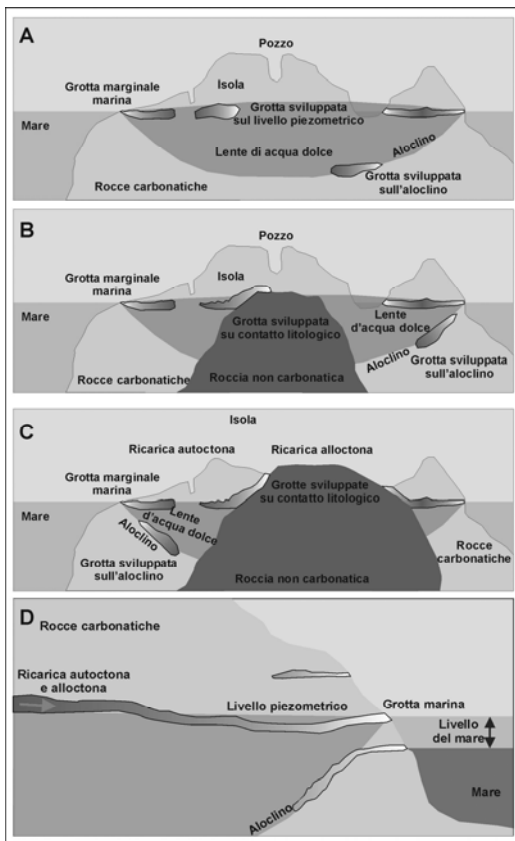 A
Pozzo
Grotta marginale
marina
Isola
Grotta sviluppata
sul livello piezometrico
Mare
Lente di acqua dolce
Aloclino
Rocce carbonatiche
Grotta sviluppata
sull'aloclino
B
Pozzo
Grotta marginale
marina
Isola
Mare
Lente
d'acqua dolce
Grotta sviluppata
su contatto litologico
Aloclino
Grotta sviluppata
sull'aloclino
Rocce carbonatiche
Roccia non carbonatica
C
Isola
Ricarica autoctona
Ricarica alloctona
Grotta marginale
marina
Grotte sviluppate
su contatto litologico
Mare
Lente
d'acqua dolce
Aloclino
Grotta sviluppata
sull'aloclino
Rocce
carbonatiche
Roccia non carbonatica
D
Rocce carbonatiche
Ricarica autoctona
e alloctona
Livello piezometrico
Grotta marina
Livello
del mare
Mare
Aloclino